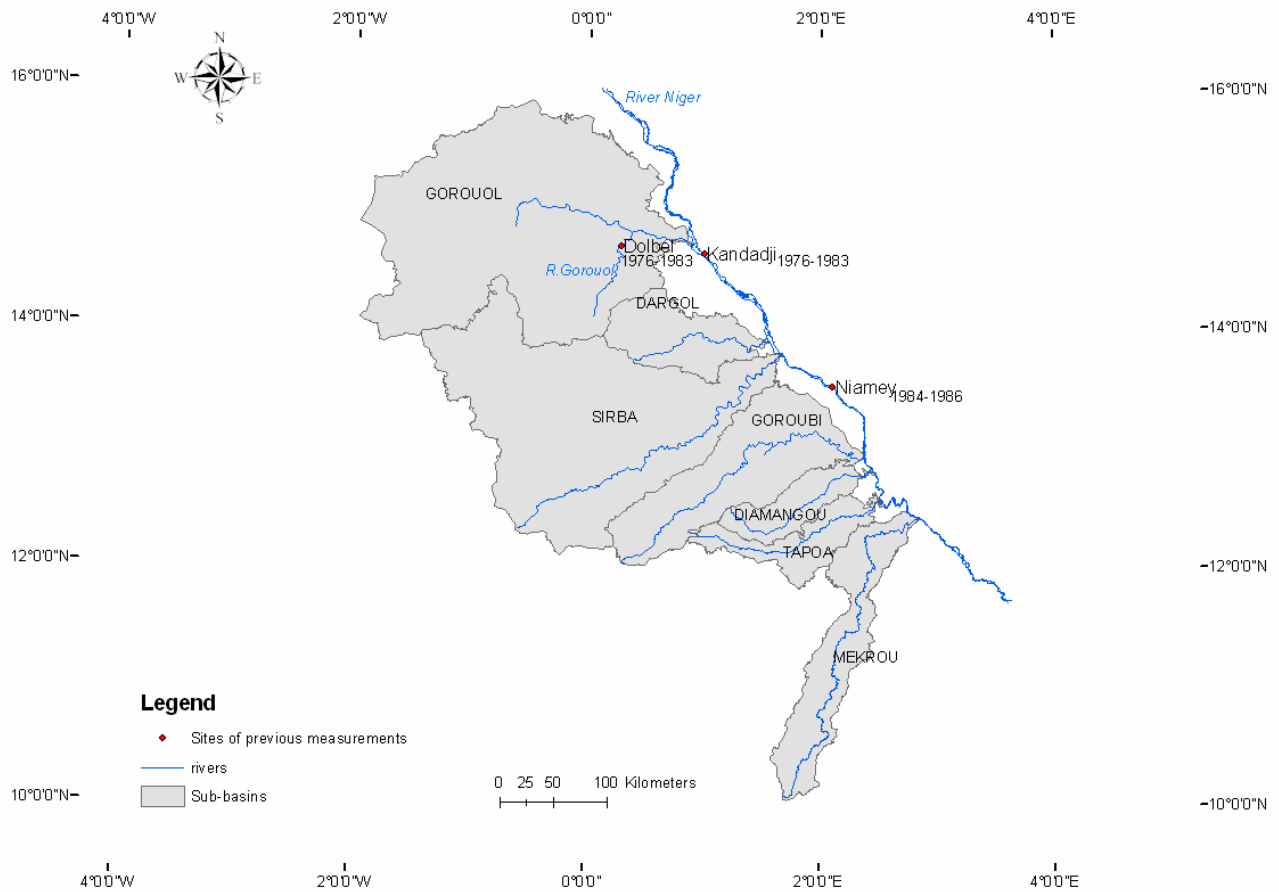 4°0'0"W 2°0'0"W 0°0'0" 2°0'0"E 4°0'0"E
N
W E
S
16°0'0"N
16°0'0"N
River Niger
GOROUOL
Dolbel
1976-1983
Kandadji 1976-1983
R.Gorouol
DARGOL
14°0'0"N
14°0'0"N
Niamey 1984-1986
SIRBA
GOROUBI
DIAMANGOU
12°0'0"N
TAPOA
12°0'0"N
MEKROU
Legend
Sites of previous measurements
rivers
Sub-basins
0 25 50 100 Kilometers
10°0'0"N
10°0'0"N
4°0'0"W 2°0'0"W 0°0'0" 2°0'0"E 4°0'0"E